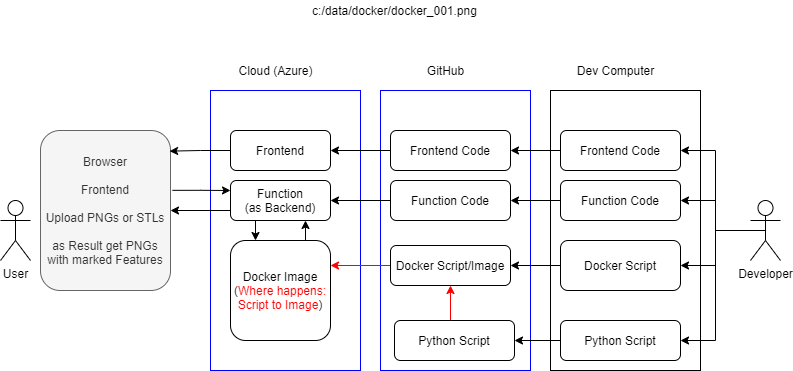 c:/data/docker/docker_001.png
Cloud (Azure)
GitHub
Dev Computer
Browser
Frontend
Upload PNGs or STLs
as Result get PNGs
with marked Features
Frontend
Frontend Code
Frontend Code
Function
(as Backend)
Function Code
Function Code
Docker Image
(Where happens:
Script to Image)
Docker Script/Image
Docker Script
Python Script
Python Script
User
Developer